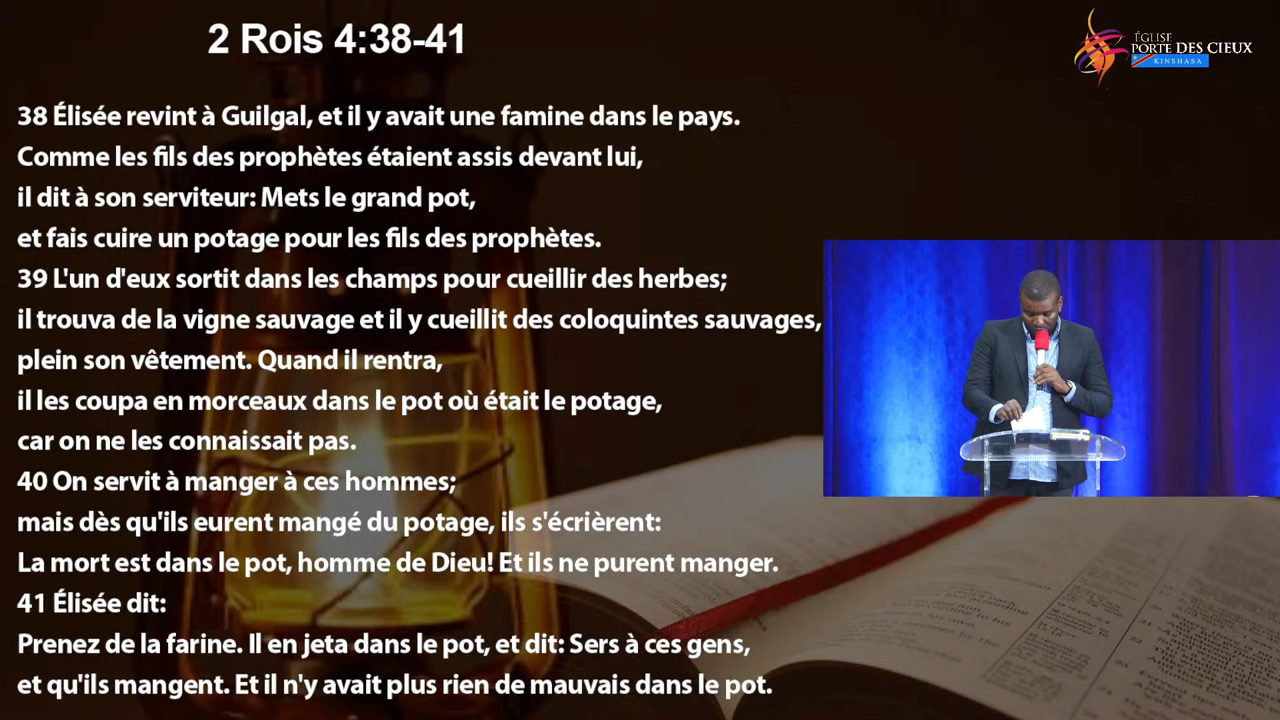 2 Rois 4:38-41
ÉGLISE
PORTE DES CIEUX
KINSHASA
38 Élisée revint à Guilgal, et il y avait une famine dans le pays.
Comme les fils des prophètes étaient assis devant lui,
il dit à son serviteur: Mets le grand pot,
et fais cuire un potage pour les fils des prophètes.
39 L'un d'eux sortit dans les champs pour cueillir des herbes;
il trouva de la vigne sauvage et il y cueillit des coloquintes sauvages,
plein son vêtement. Quand il rentra,
il les coupa en morceaux dans le pot où était le potage,
car on ne les connaissait pas.
40 On servit à manger à ces hommes;
mais dès qu'ils eurent mangé du potage, ils s'écrièrent:
La mort est dans le pot, homme de Dieu! Et ils ne purent manger.
41 Élisée dit:
Prenez de la farine. Il en jeta dans le pot, et dit: Sers à ces gens,
et qu'ils mangent. Et il n'y avait plus rien de mauvais dans le pot.